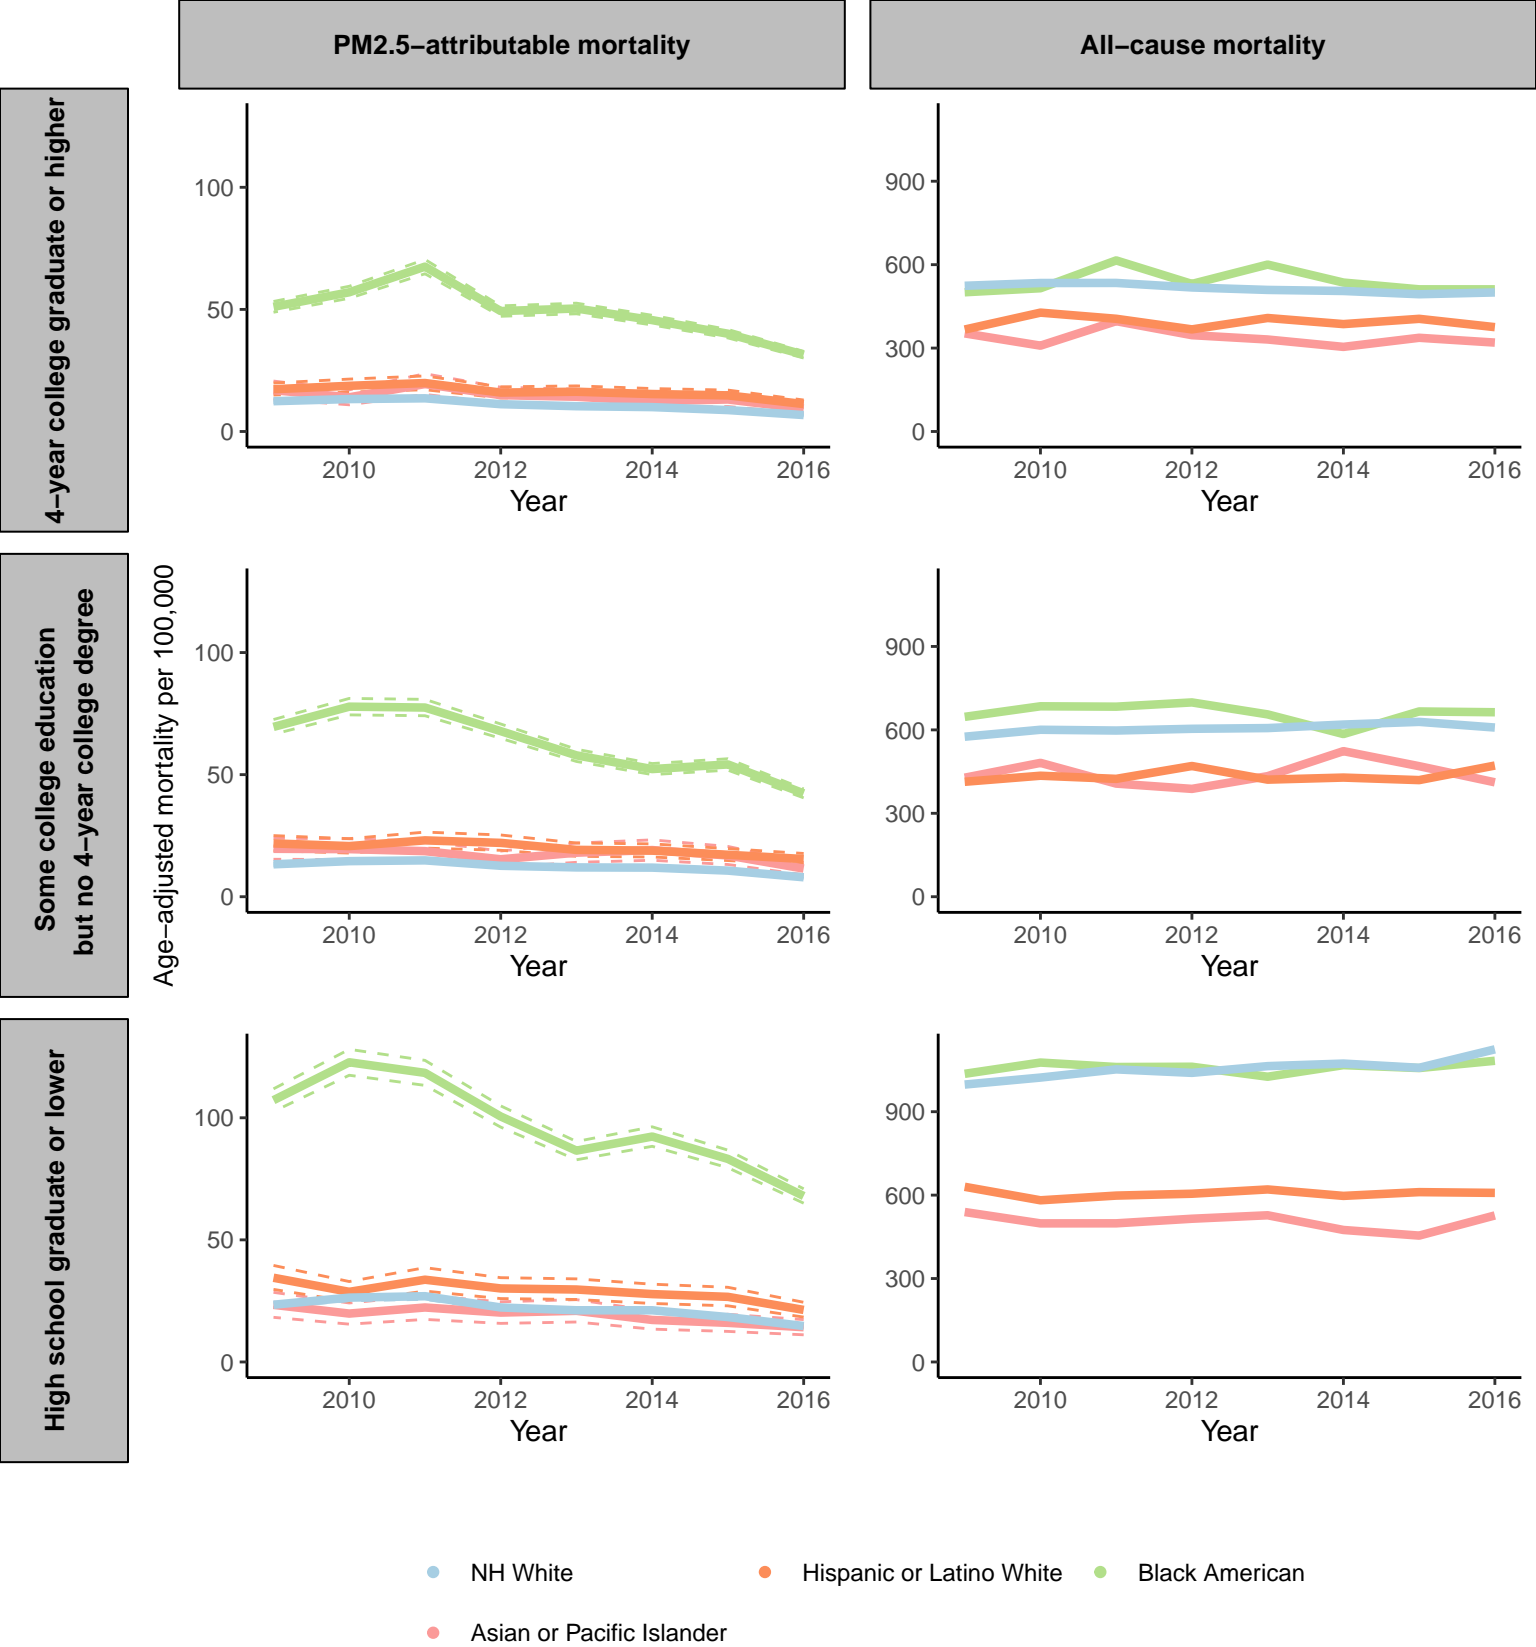 PM2.5–attributable mortality
All–cause mortality
4–year college graduate or higher
100
50
0
2010 2012 2014 2016
Year
900
600
300
0
2010 2012 2014 2016
Year
Some college education
but no 4–year college degree
Age–adjusted mortality per 100,000
100
50
0
2010 2012 2014 2016
Year
900
600
300
0
2010 2012 2014 2016
Year
High school graduate or lower
100
50
0
2010 2012 2014 2016
Year
900
600
300
0
2010 2012 2014 2016
Year
NH White
Hispanic or Latino White
Black American
Asian or Pacific Islander